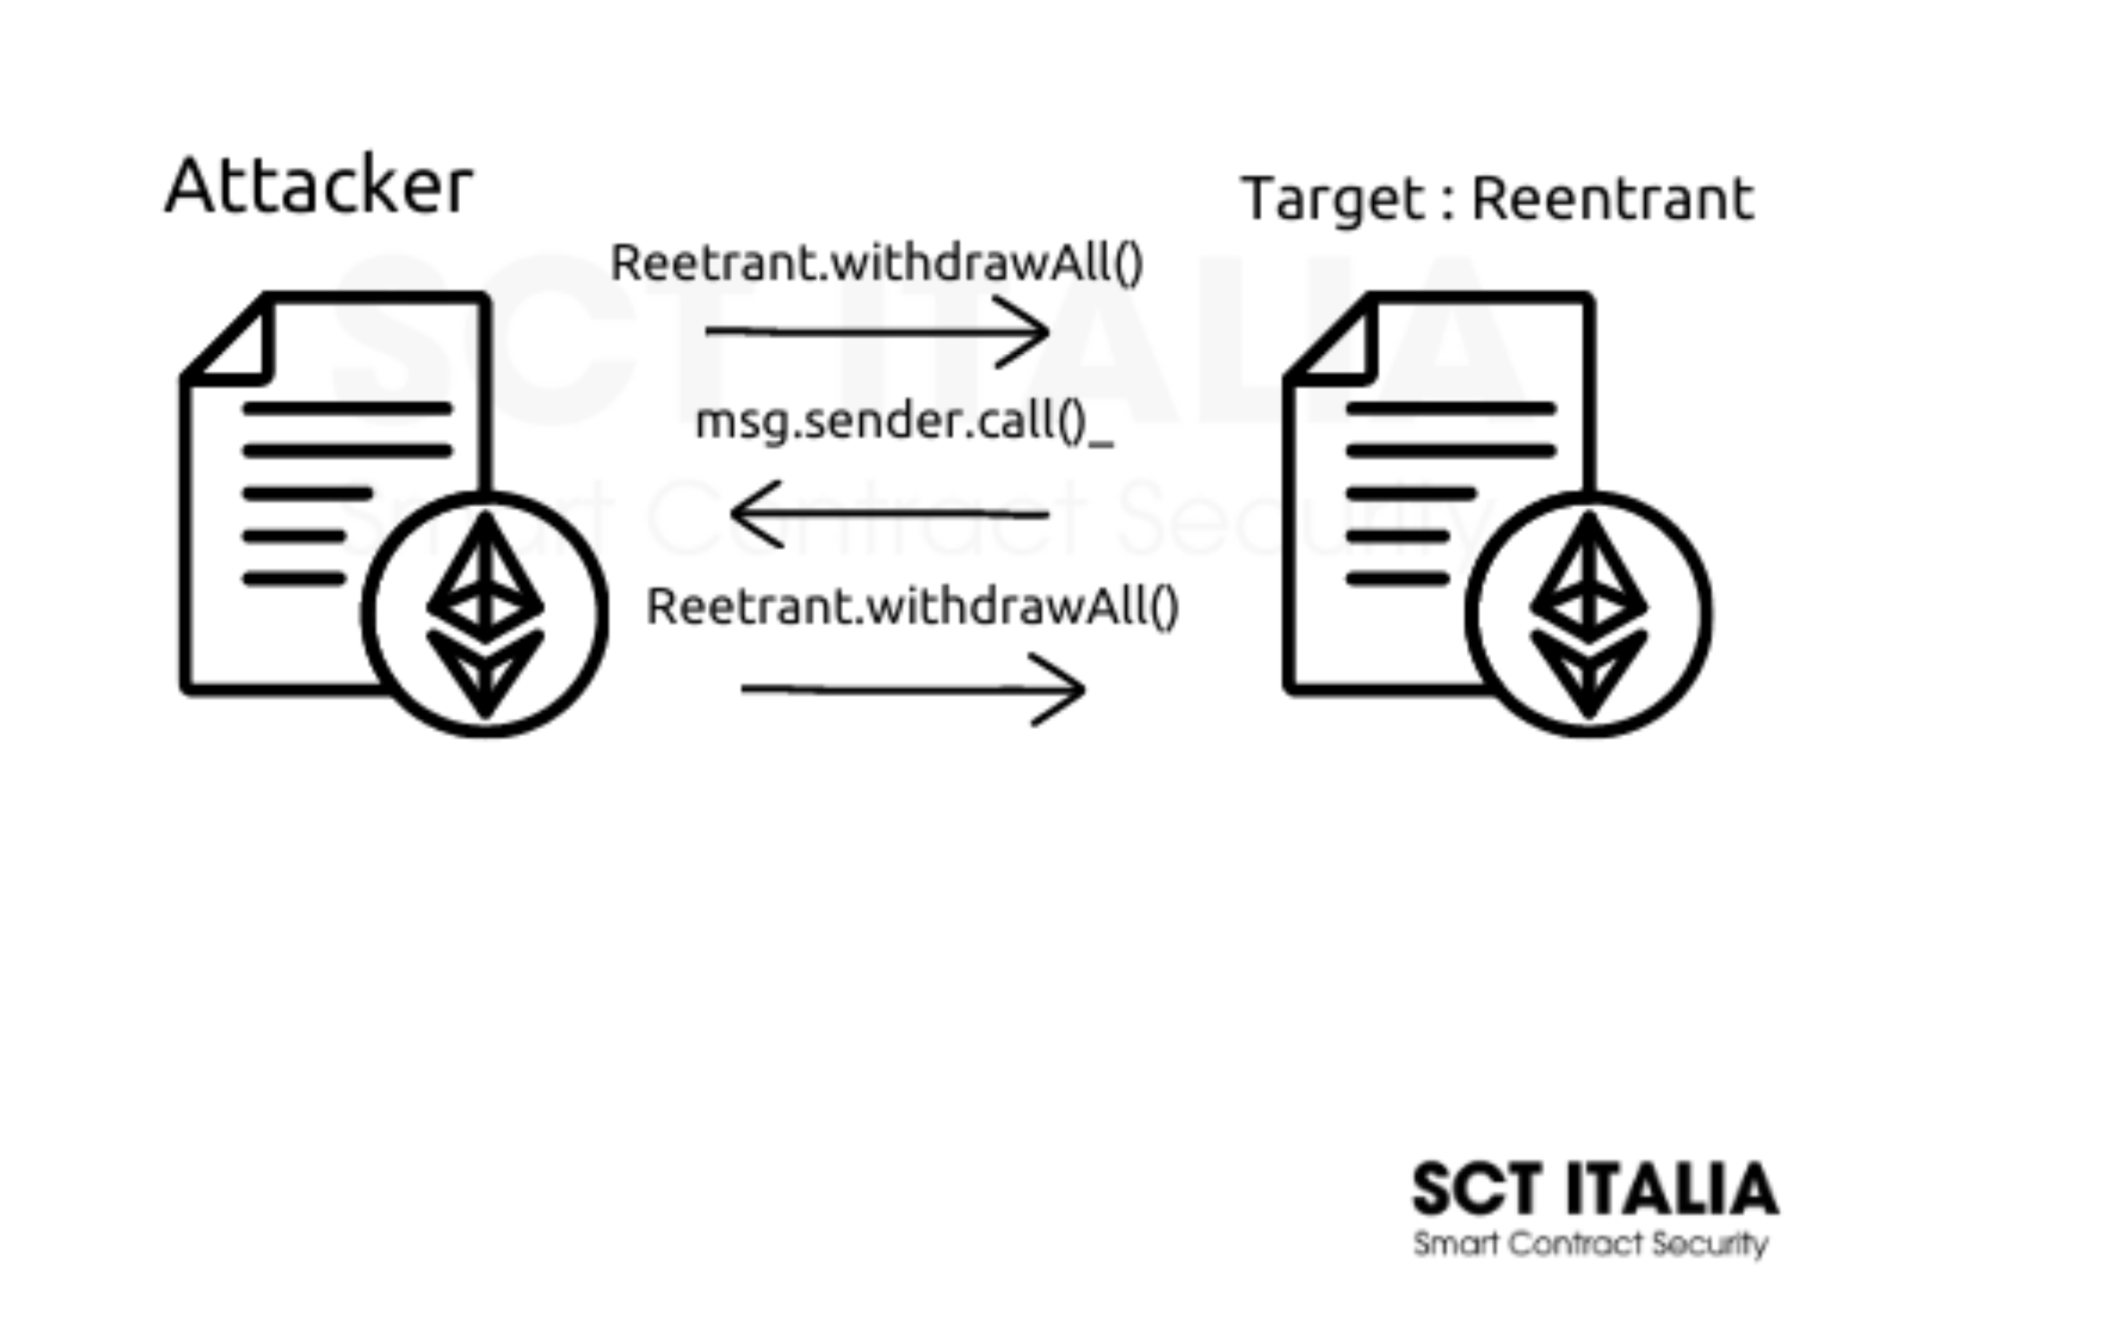 Attacker
Target : Reentrant
Reetrant.withdrawAll()
msg.sender.call()_
Reetrant.withdrawAll()
SCT ITALIA
Smart Contract Security
SCT ITALIA
Smart Contract Security